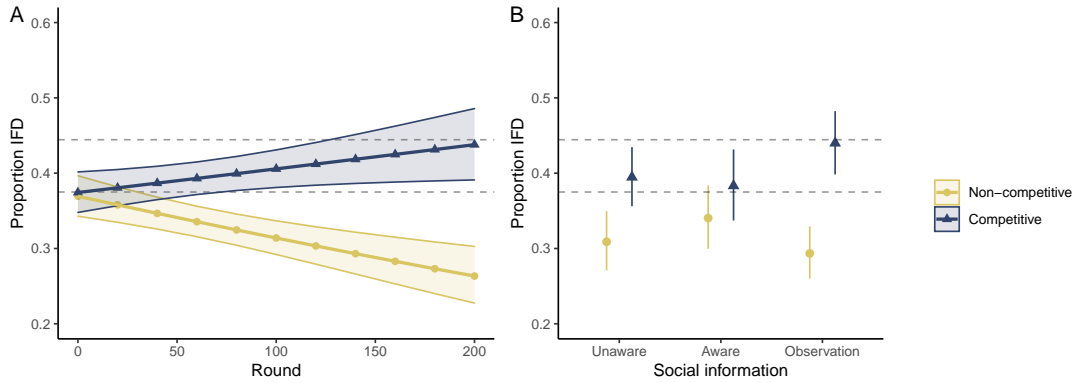 A
Proportion IFD
0.6
0.5
0.4
0.3
0.2
0
50
100
150
200
Round
B
Proportion IFD
0.6
0.5
0.4
0.3
0.2
Unaware
Aware
Observation
Social information
Non−competitive
Competitive